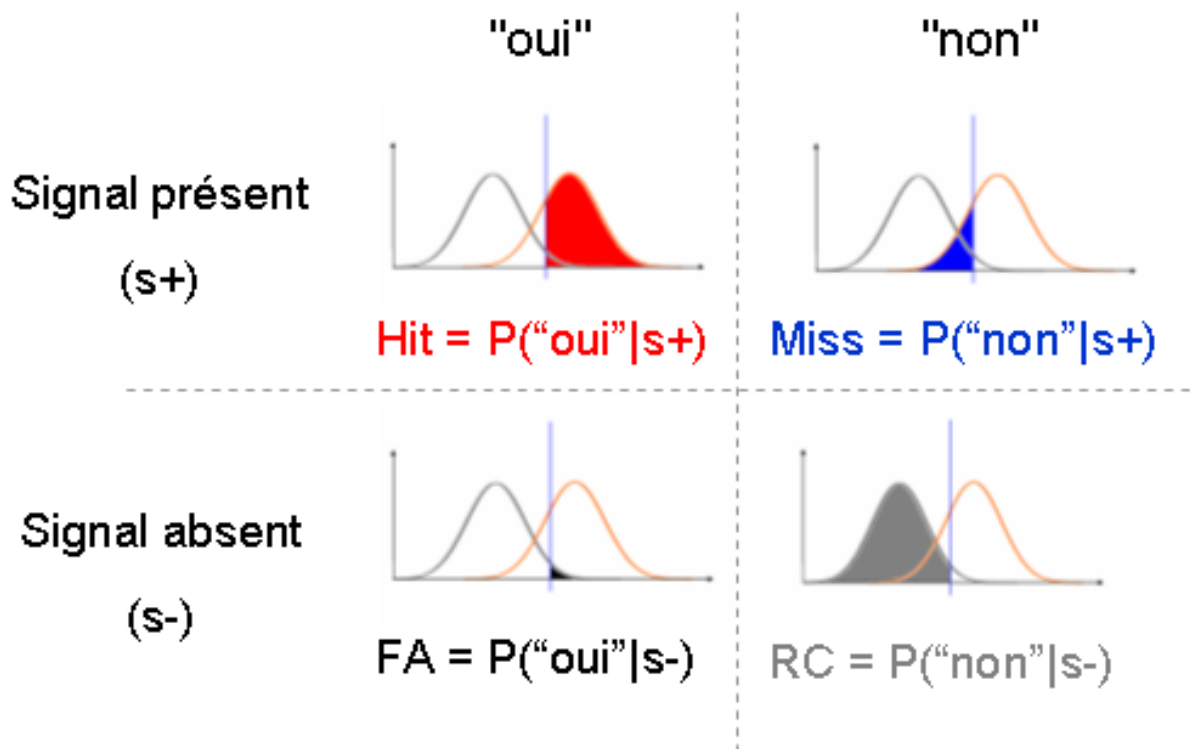 "oui"
"non"
Signal présent
(s+)
Hit = P(“oui”|s+)
Miss = P(“non”|s+)
Signal absent
(s-)
FA = P(“oui”|s-)
RC = P(“non”|s-)